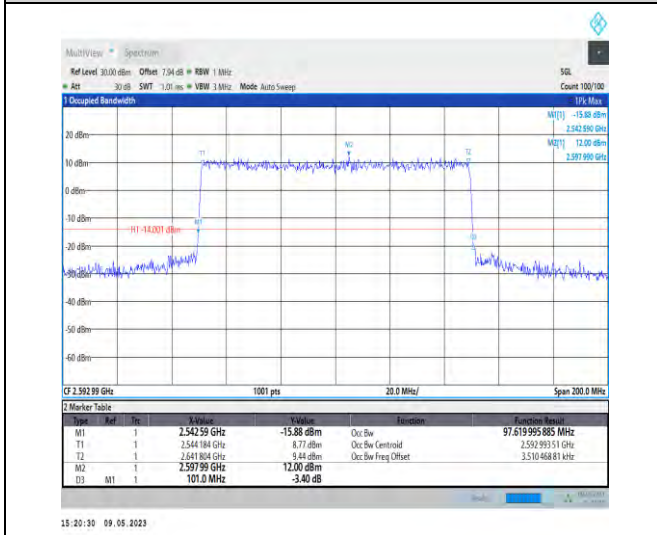 MultiView Spectrum
Ref Level 30.00 dBm Offset 7.94 dB RBW 1 MHz SGL
Att 30 dB SWT 1.01 ms VBW 3 MHz Mode Auto Sweep Count 100/100
1 Occupied Bandwidth 1Pk Max
M1[1] -15.88 dBm
2.542 590 GHz
M2[1] 12.00 dBm
2.597 990 GHz
20 dBm
M2
T1 T2
10 dBm
0 dBm
-10 dBm
M1
H1 -14.001 dBm
D3
-20 dBm
-30 dBm
-40 dBm
-50 dBm
-60 dBm
CF 2.592 99 GHz 1001 pts 20.0 MHz/ Span 200.0 MHz
2 Marker Table
Type Ref Trc X-Value Y-Value Function Function Result
M1 1 2.542 59 GHz -15.88 dBm Occ Bw 97.619 995 885 MHz
T1 1 2.544 184 GHz 8.77 dBm Occ Bw Centroid 2.592 993 51 GHz
T2 1 2.641 804 GHz 9.44 dBm Occ Bw Freq Offset 3.510 468 81 kHz
M2 1 2.597 99 GHz 12.00 dBm
D3 M1 1 101.0 MHz -3.40 dB
15:20:30 09.05.2023